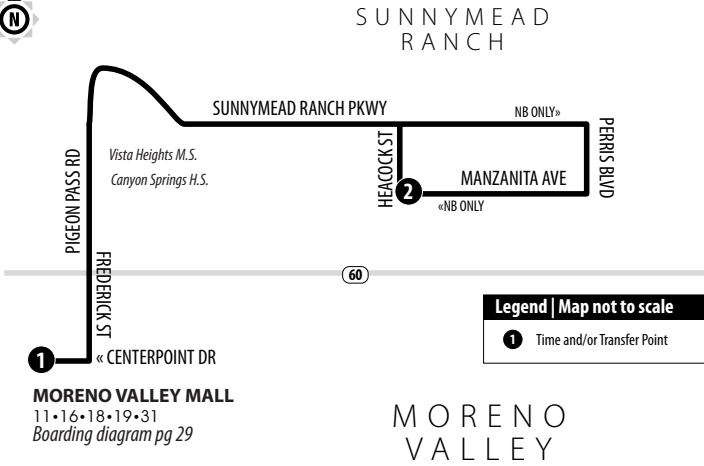 N
SUNNYMEAD
RANCH
SUNNYMEAD RANCH PKWY
NB ONLY»
PERRIS BLVD
HEACOCK ST
PIGEON PASS RD
Vista Heights M.S.
Canyon Springs H.S.
2
MANZANITA AVE
«NB ONLY
FREDERICK ST
60
Legend | Map not to scale
1 Time and/or Transfer Point
1
« CENTERPOINT DR
MORENO VALLEY MALL
11•16•18•19•31
Boarding diagram pg 29
MORENO
VALLEY